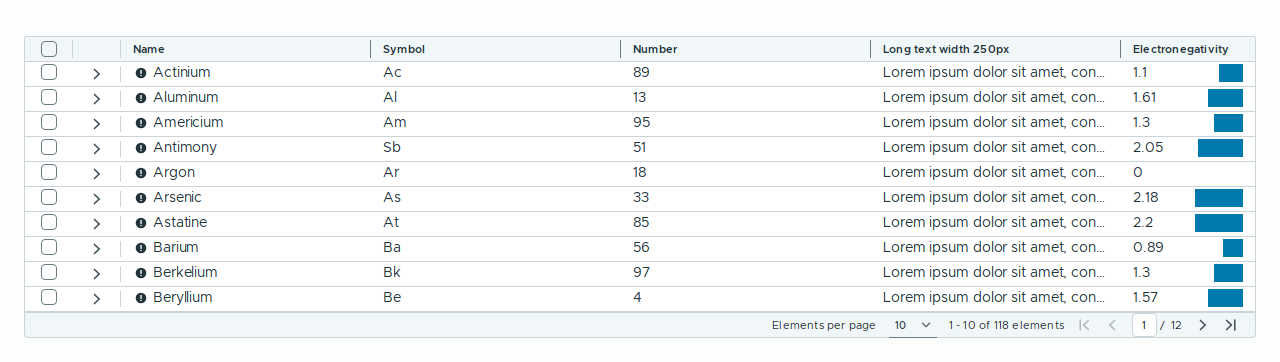 Name Symbol Number Long text width 250px Electronegativity
Actinium Ac 89 Lorem ipsum dolor sit amet, con... 1.1
Aluminum Al 13 Lorem ipsum dolor sit amet, con... 1.61
Americium Am 95 Lorem ipsum dolor sit amet, con... 1.3
Antimony Sb 51 Lorem ipsum dolor sit amet, con... 2.05
Argon Ar 18 Lorem ipsum dolor sit amet, con... 0
Arsenic As 33 Lorem ipsum dolor sit amet, con... 2.18
Astatine At 85 Lorem ipsum dolor sit amet, con... 2.2
Barium Ba 56 Lorem ipsum dolor sit amet, con... 0.89
Berkelium Bk 97 Lorem ipsum dolor sit amet, con... 1.3
Beryllium Be 4 Lorem ipsum dolor sit amet, con... 1.57
Elements per page 10 1 - 10 of 118 elements 1 / 12